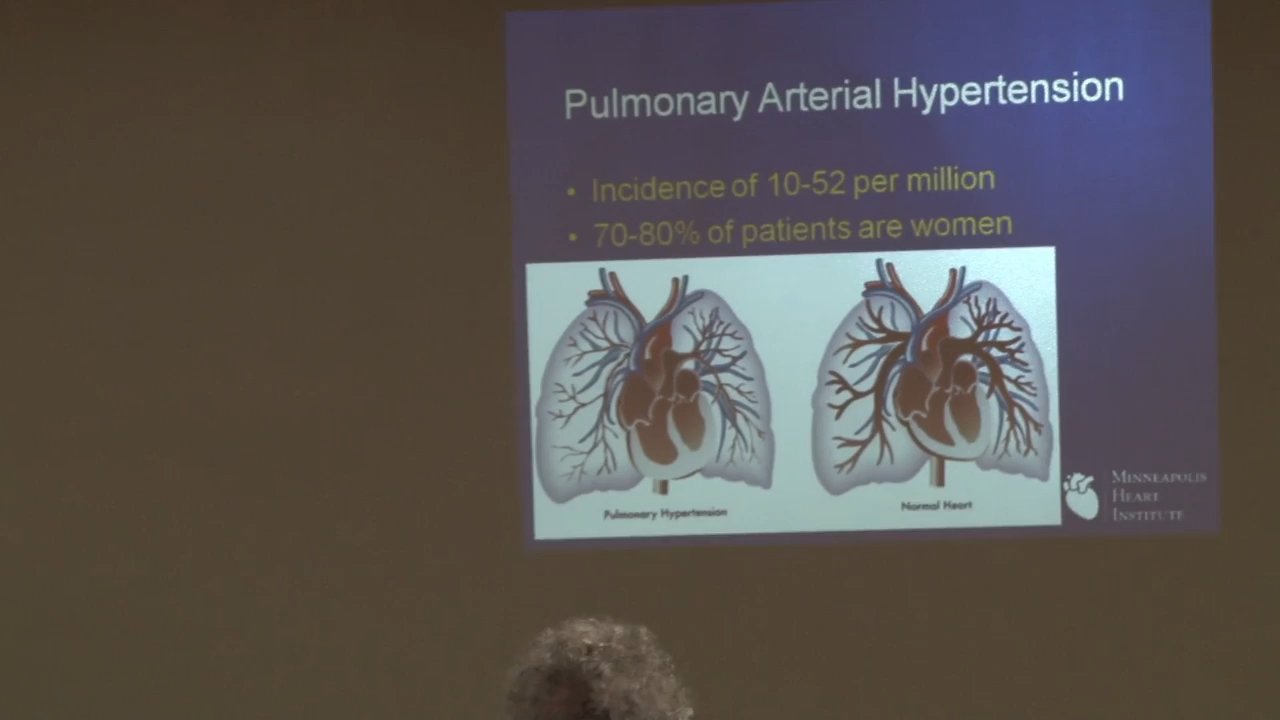 Pulmonary Arterial Hypertension
• Incidence of 10-52 per million
• 70-80% of patients are women
Pulmonary Hypertension
Normal Heart
MINNEAPOLIS
HEART
INSTITUTE